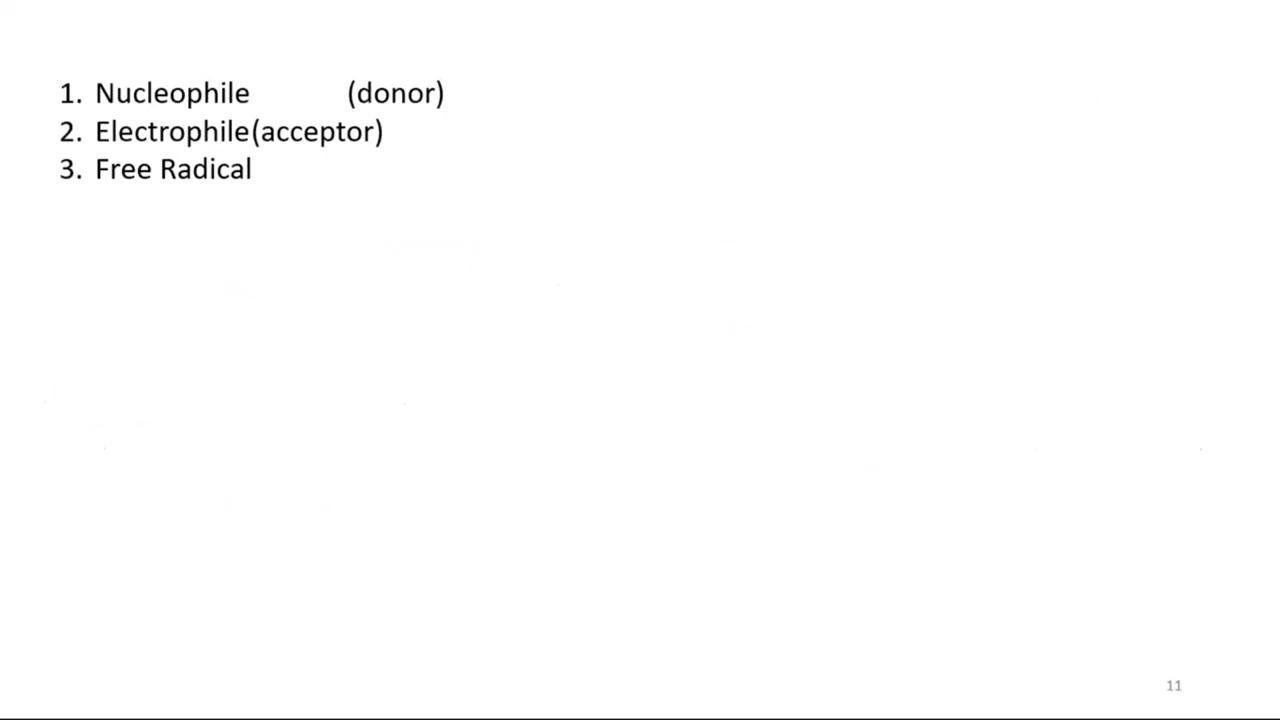 1. Nucleophile (donor)
2. Electrophile(acceptor)
3. Free Radical
11